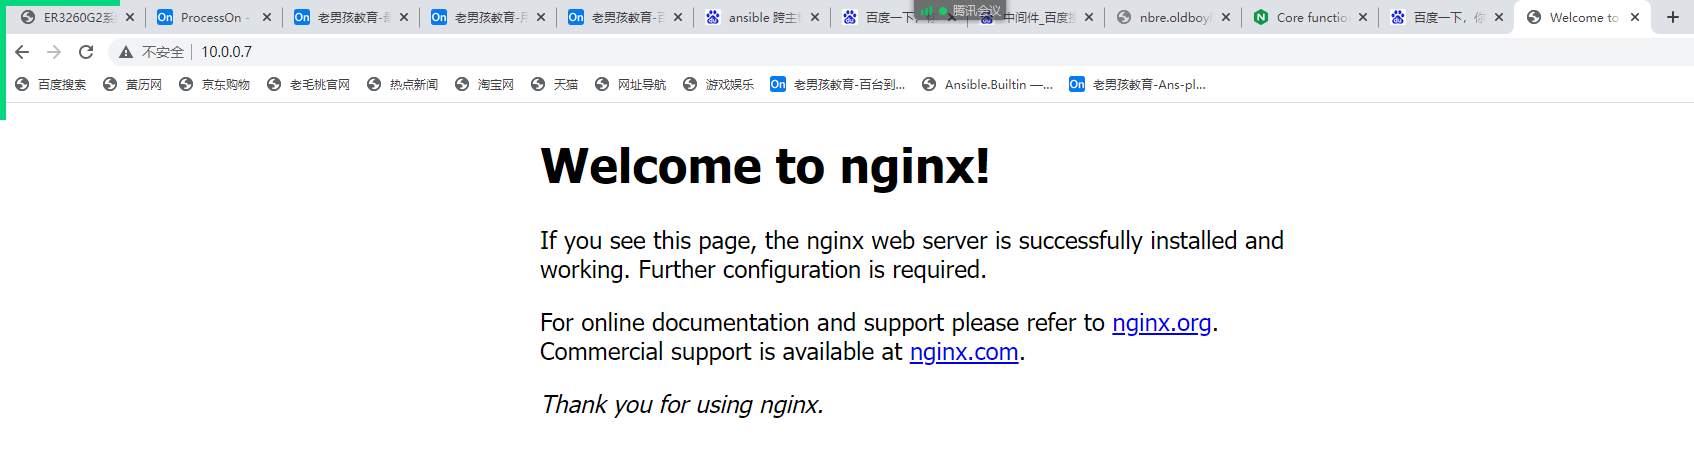 ER3260G2系
ProcessOn -
老男孩教育-
老男孩教育-
老男孩教育-百
ansible 跨主
百度一下，
中间件_百度
nbre.oldboy
Core functio
百度一下，你
Welcome to
腾讯会议
不安全 10.0.0.7
百度搜索 黄历网 京东购物 老毛桃官网 热点新闻 淘宝网 天猫 网址导航 游戏娱乐 老男孩教育-百台到... Ansible.Builtin —... 老男孩教育-Ans-pl...
Welcome to nginx!
If you see this page, the nginx web server is successfully installed and
working. Further configuration is required.
For online documentation and support please refer to nginx.org.
Commercial support is available at nginx.com.
Thank you for using nginx.